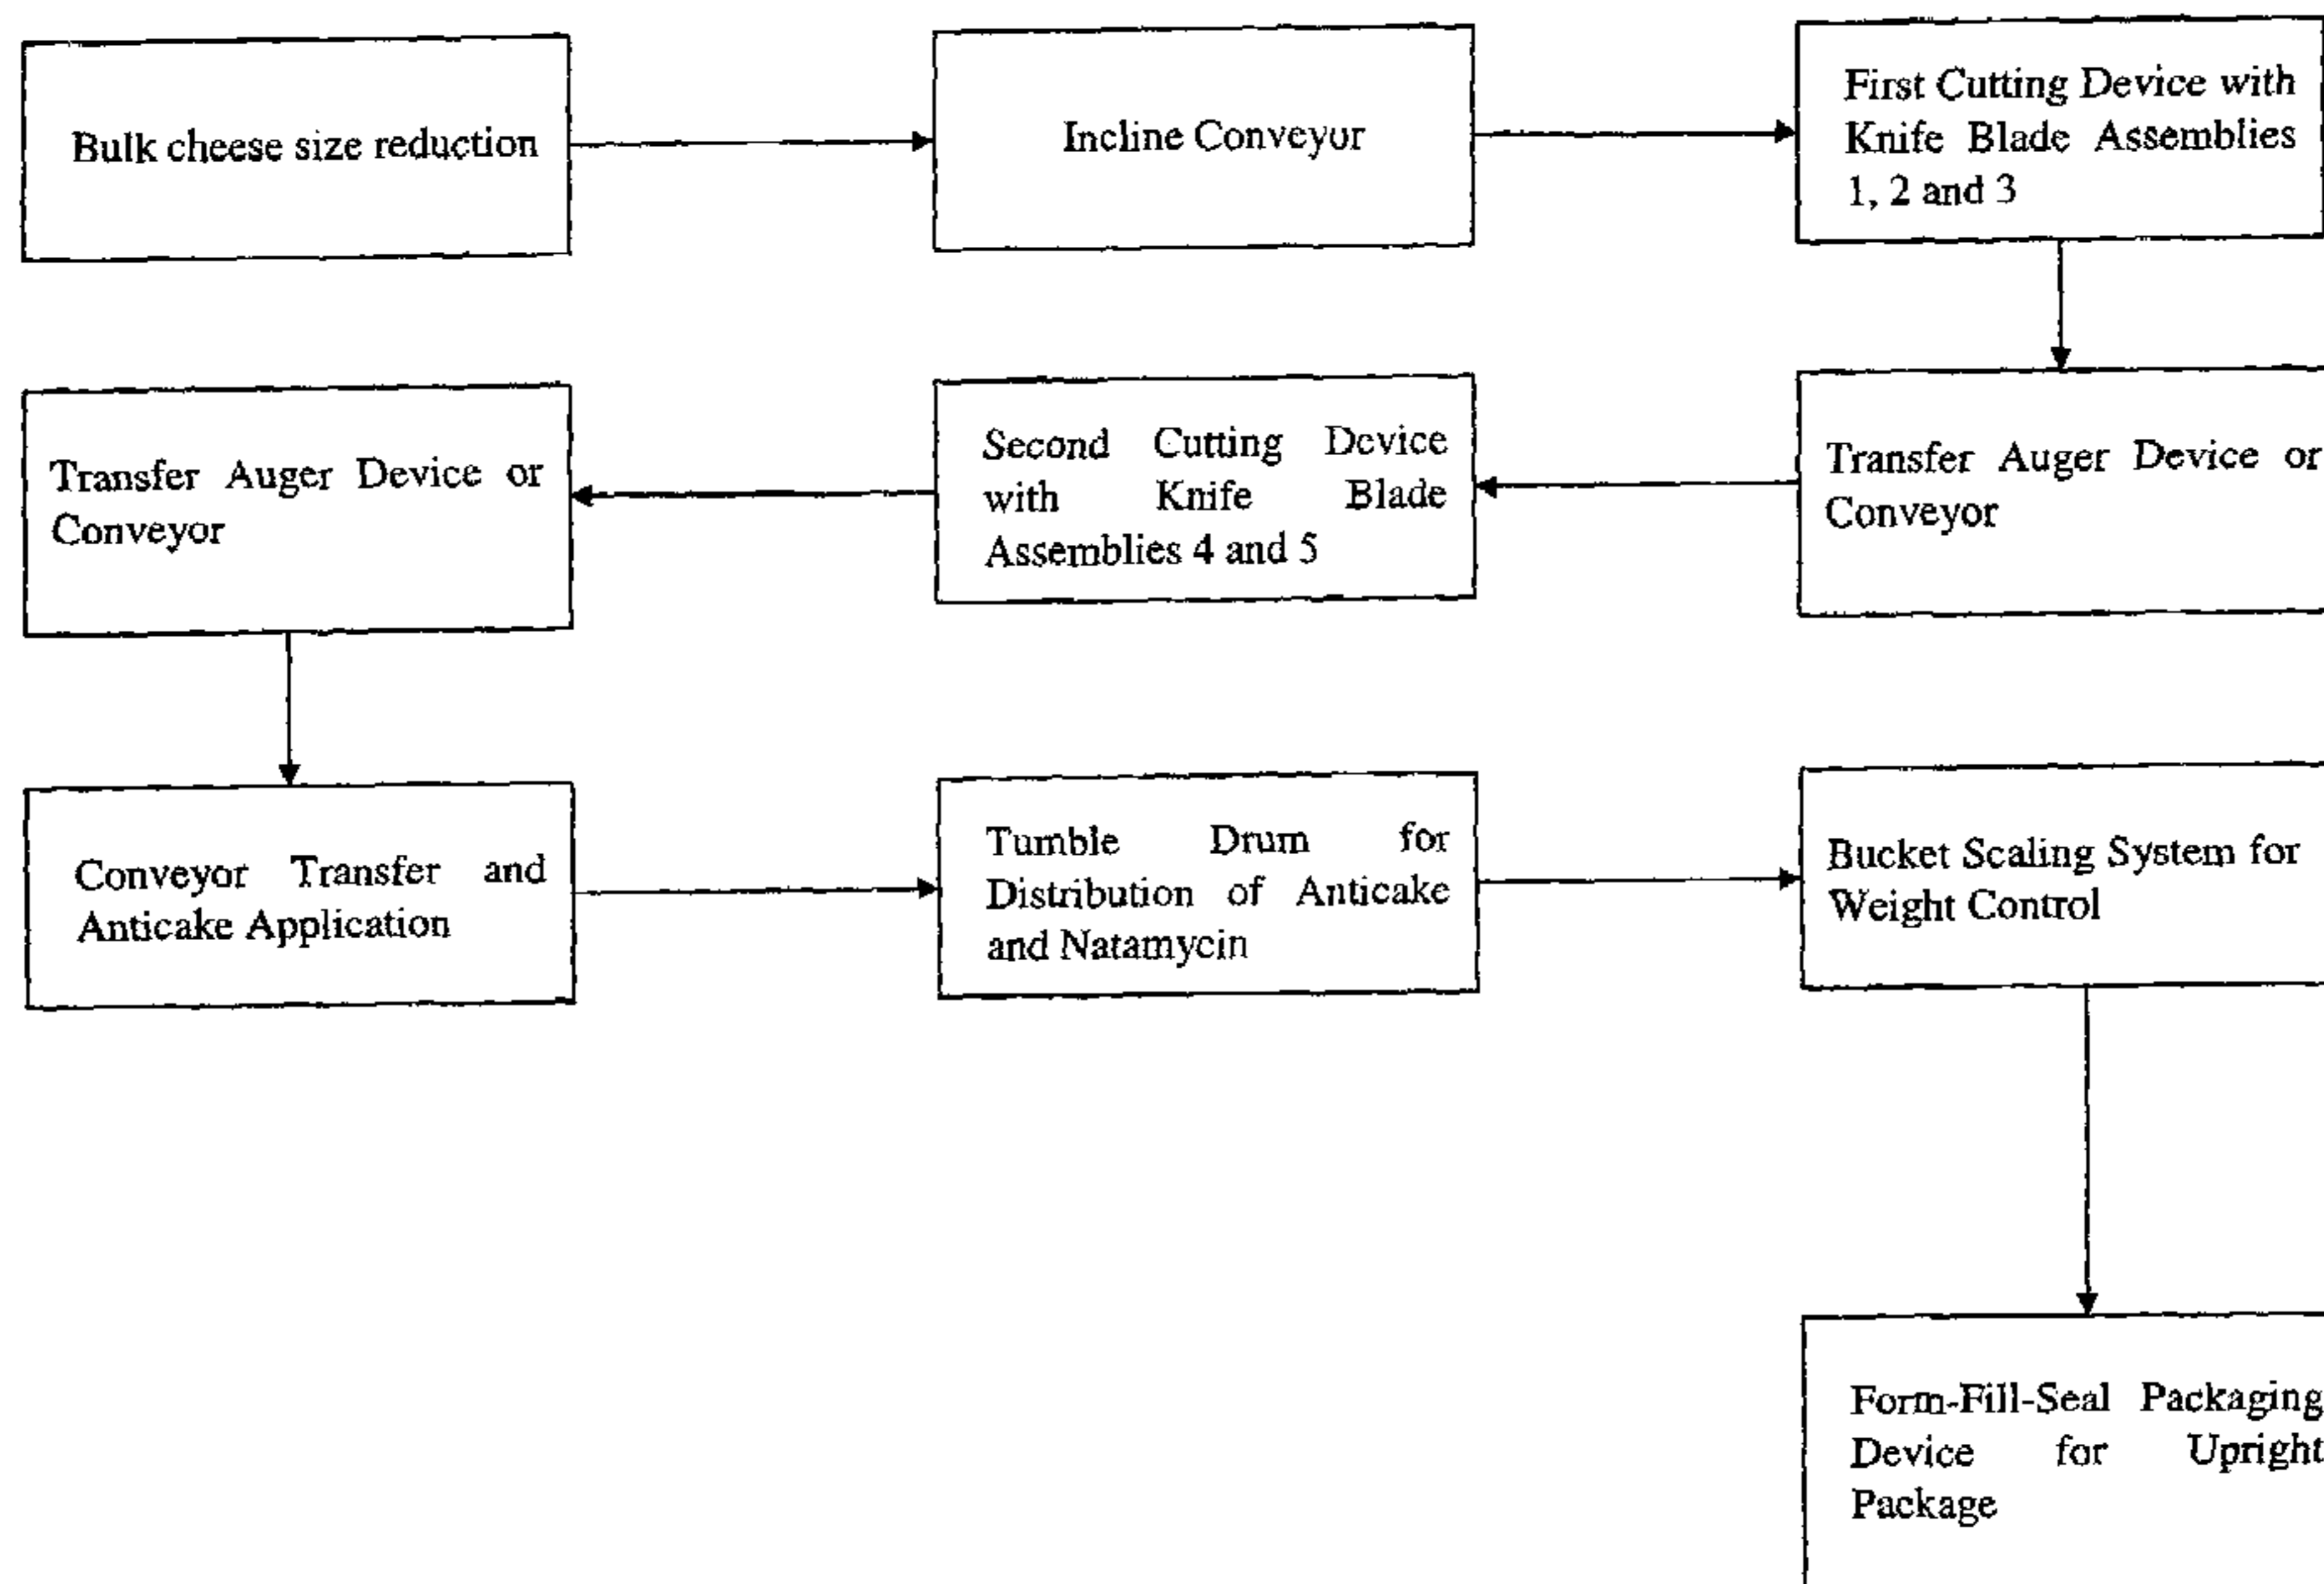 Bulk cheese size reduction
Incline Conveyor
First Cutting Device with
Knife Blade Assemblies
1, 2 and 3
Transfer Auger Device or
Conveyor
Second Cutting Device
with Knife Blade
Assemblies 4 and 5
Transfer Auger Device or
Conveyor
Conveyor Transfer and
Anticake Application
Tumble Drum for
Distribution of Anticake
and Natamycin
Bucket Scaling System for
Weight Control
Form-Fill-Seal Packaging
Device for Upright
Package